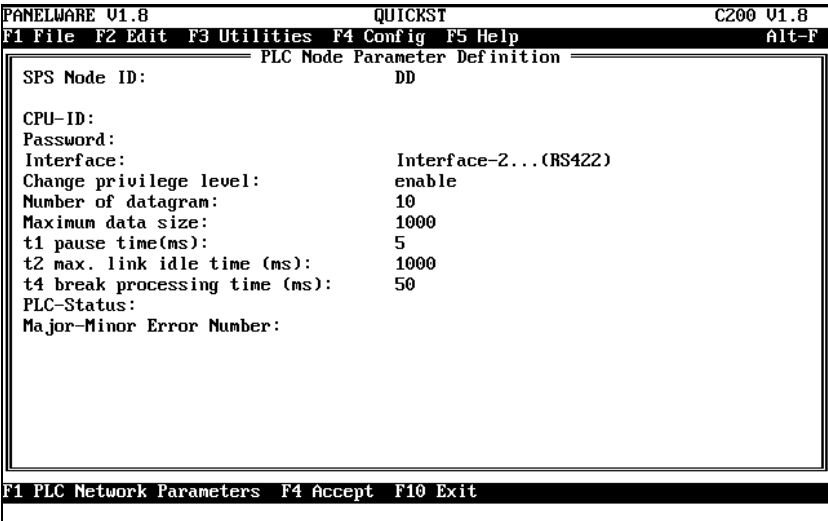 PANELWARE V1.8 QUICKST C200 V1.8
F1 File F2 Edit F3 Utilities F4 Config F5 Help Alt-F
PLC Node Parameter Definition
SPS Node ID: DD
CPU-ID:
Password:
Interface: Interface-2...(RS422)
Change privilege level: enable
Number of datagram: 10
Maximum data size: 1000
t1 pause time(ms): 5
t2 max. link idle time (ms): 1000
t4 break processing time (ms): 50
PLC-Status:
Major-Minor Error Number:
F1 PLC Network Parameters F4 Accept F10 Exit